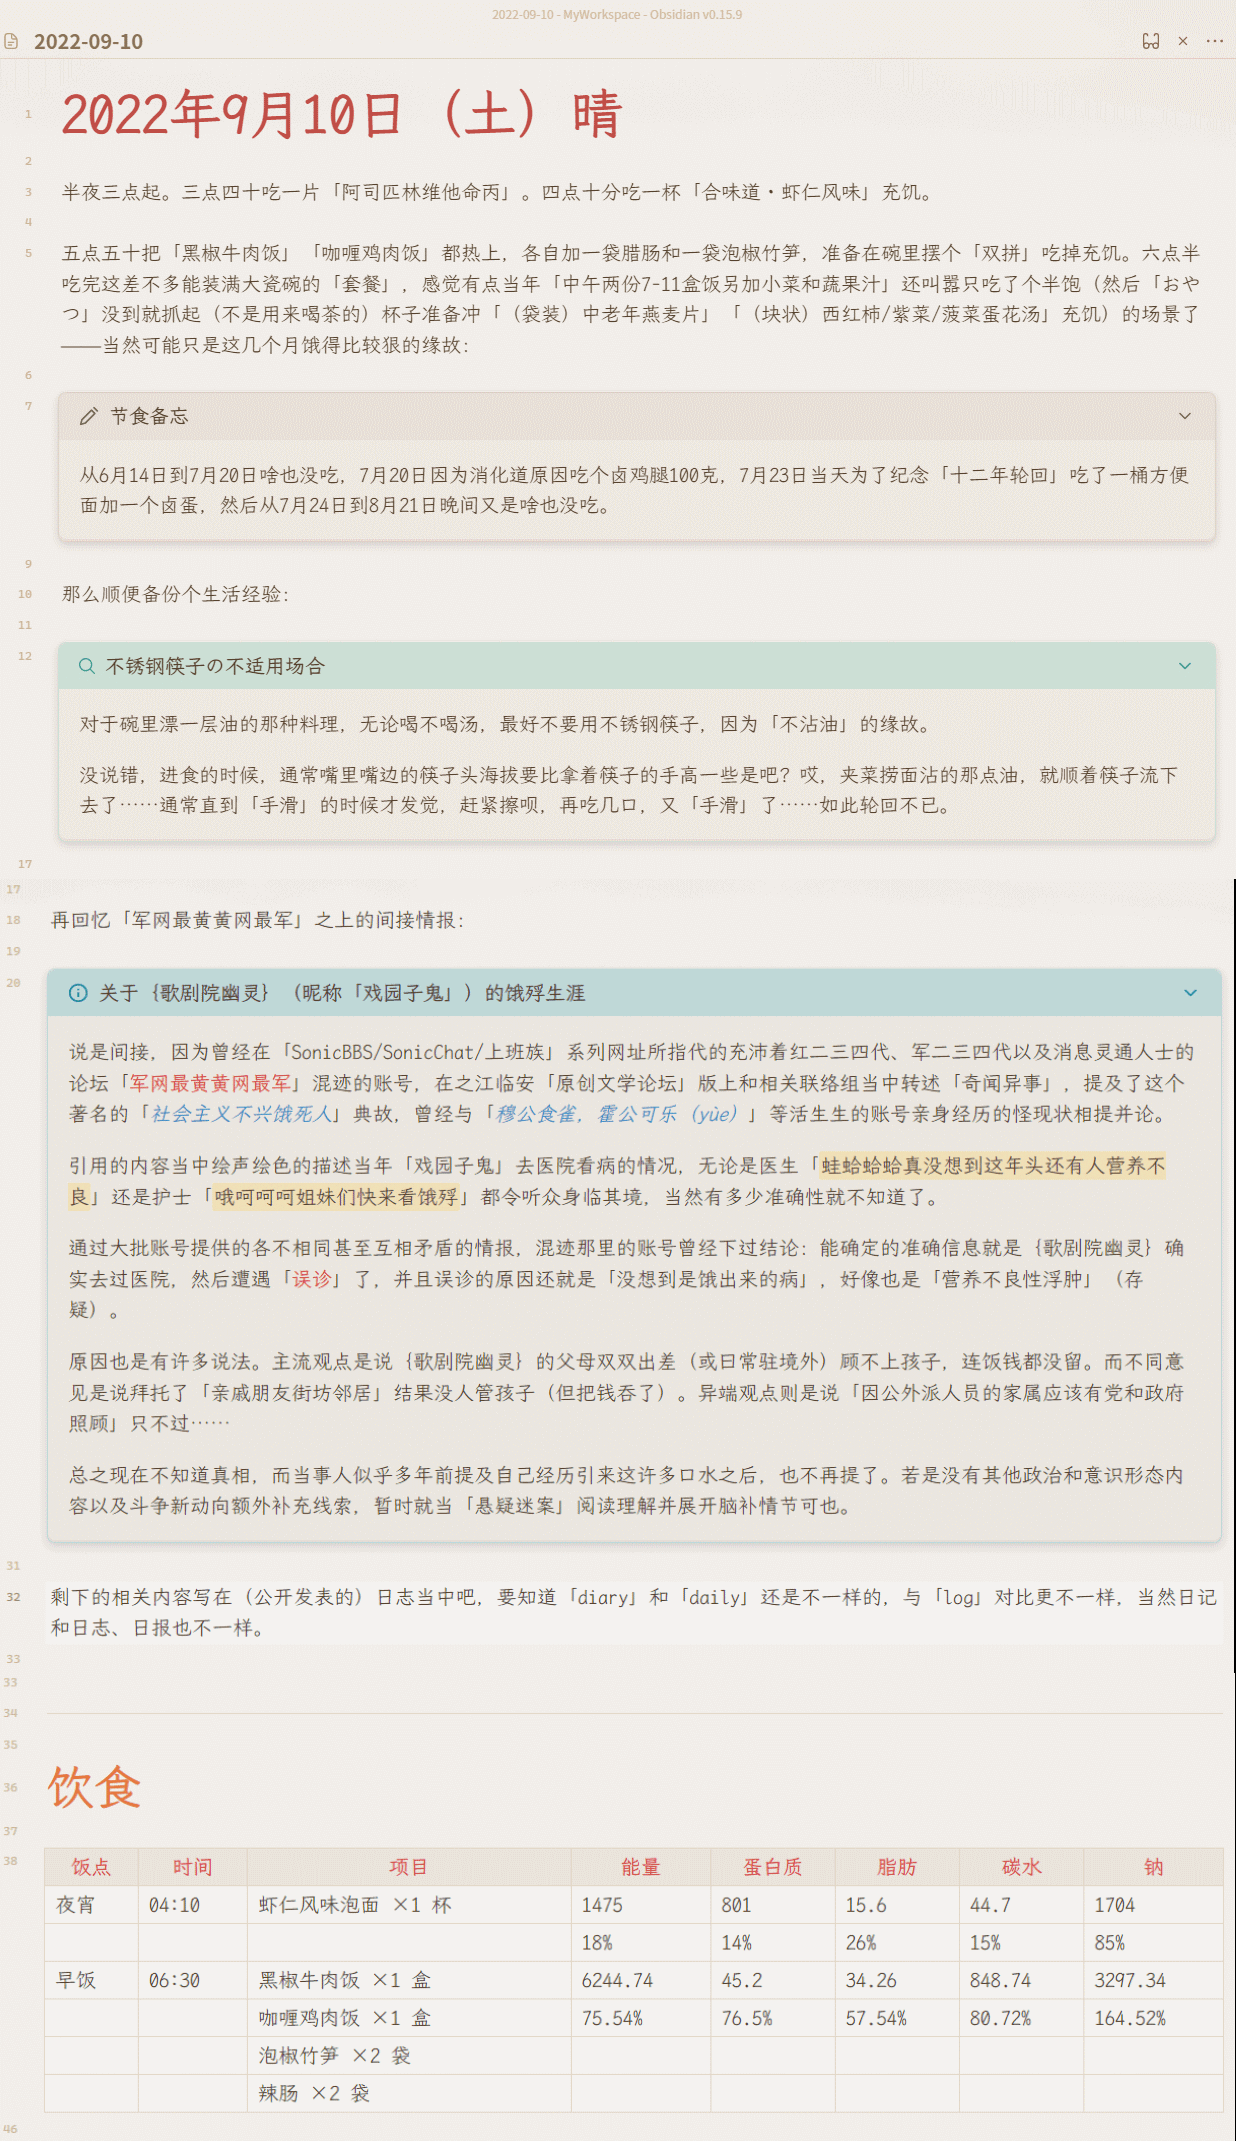 2022-09-10 - MyWorkspace - Obsidian v0.15.9
2022-09-10
1 2022年9月10日（土）晴
2
3 半夜三点起。三点四十吃一片「阿司匹林维他命丙」。四点十分吃一杯「合味道・虾仁风味」充饥。
4
5 五点五十把「黑椒牛肉饭」「咖喱鸡肉饭」都热上，各自加一袋腊肠和一袋泡椒竹笋，准备在碗里摆个「双拼」吃掉充饥。六点半
吃完这差不多能装满大瓷碗的「套餐」，感觉有点当年「中午两份7-11盒饭另加小菜和蔬果汁」还叫嚣只吃了个半饱（然后「おや
つ」没到就抓起（不是用来喝茶的）杯子准备冲「（袋装）中老年燕麦片」「（块状）西红柿/紫菜/菠菜蛋花汤」充饥）的场景了
——当然可能只是这几个月饿得比较狠的缘故：
6
7 节食备忘
从6月14日到7月20日啥也没吃，7月20日因为消化道原因吃个卤鸡腿100克，7月23日当天为了纪念「十二年轮回」吃了一桶方便
面加一个卤蛋，然后从7月24日到8月21日晚间又是啥也没吃。
9
10 那么顺便备份个生活经验：
11
12 不锈钢筷子の不适用场合
对于碗里漂一层油的那种料理，无论喝不喝汤，最好不要用不锈钢筷子，因为「不沾油」的缘故。
没说错，进食的时候，通常嘴里嘴边的筷子头海拔要比拿着筷子的手高一些是吧？哎，夹菜捞面沾的那点油，就顺着筷子流下
去了……通常直到「手滑」的时候才发觉，赶紧擦呗，再吃几口，又「手滑」了……如此轮回不已。
17
17
18 再回忆「军网最黄黄网最军」之上的间接情报：
19
20 关于｛歌剧院幽灵｝（昵称「戏园子鬼」）的饿殍生涯
说是间接，因为曾经在「SonicBBS/SonicChat/上班族」系列网址所指代的充沛着红二三四代、军二三四代以及消息灵通人士的
论坛「军网最黄黄网最军」混迹的账号，在之江临安「原创文学论坛」版上和相关联络组当中转述「奇闻异事」，提及了这个
著名的「社会主义不兴饿死人」典故，曾经与「穆公食雀，霍公可乐（yùe）」等活生生的账号亲身经历的怪现状相提并论。
引用的内容当中绘声绘色的描述当年「戏园子鬼」去医院看病的情况，无论是医生「蛙蛤蛤蛤真没想到这年头还有人营养不
良」还是护士「哦呵呵呵姐妹们快来看饿殍」都令听众身临其境，当然有多少准确性就不知道了。
通过大批账号提供的各不相同甚至互相矛盾的情报，混迹那里的账号曾经下过结论：能确定的准确信息就是｛歌剧院幽灵｝确
实去过医院，然后遭遇「误诊」了，并且误诊的原因还就是「没想到是饿出来的病」，好像也是「营养不良性浮肿」（存
疑）。
原因也是有许多说法。主流观点是说｛歌剧院幽灵｝的父母双双出差（或曰常驻境外）顾不上孩子，连饭钱都没留。而不同意
见是说拜托了「亲戚朋友街坊邻居」结果没人管孩子（但把钱吞了）。异端观点则是说「因公外派人员的家属应该有党和政府
照顾」只不过……
总之现在不知道真相，而当事人似乎多年前提及自己经历引来这许多口水之后，也不再提了。若是没有其他政治和意识形态内
容以及斗争新动向额外补充线索，暂时就当「悬疑迷案」阅读理解并展开脑补情节可也。
31
32 剩下的相关内容写在（公开发表的）日志当中吧，要知道「diary」和「daily」还是不一样的，与「log」对比更不一样，当然日记
和日志、日报也不一样。
33
33
34
35
36 饮食
37
38 饭点 时间 项目 能量 蛋白质 脂肪 碳水 钠
夜宵 04:10 虾仁风味泡面 ×1 杯 1475 801 15.6 44.7 1704
18% 14% 26% 15% 85%
早饭 06:30 黑椒牛肉饭 ×1 盒 6244.74 45.2 34.26 848.74 3297.34
咖喱鸡肉饭 ×1 盒 75.54% 76.5% 57.54% 80.72% 164.52%
泡椒竹笋 ×2 袋
辣肠 ×2 袋
46